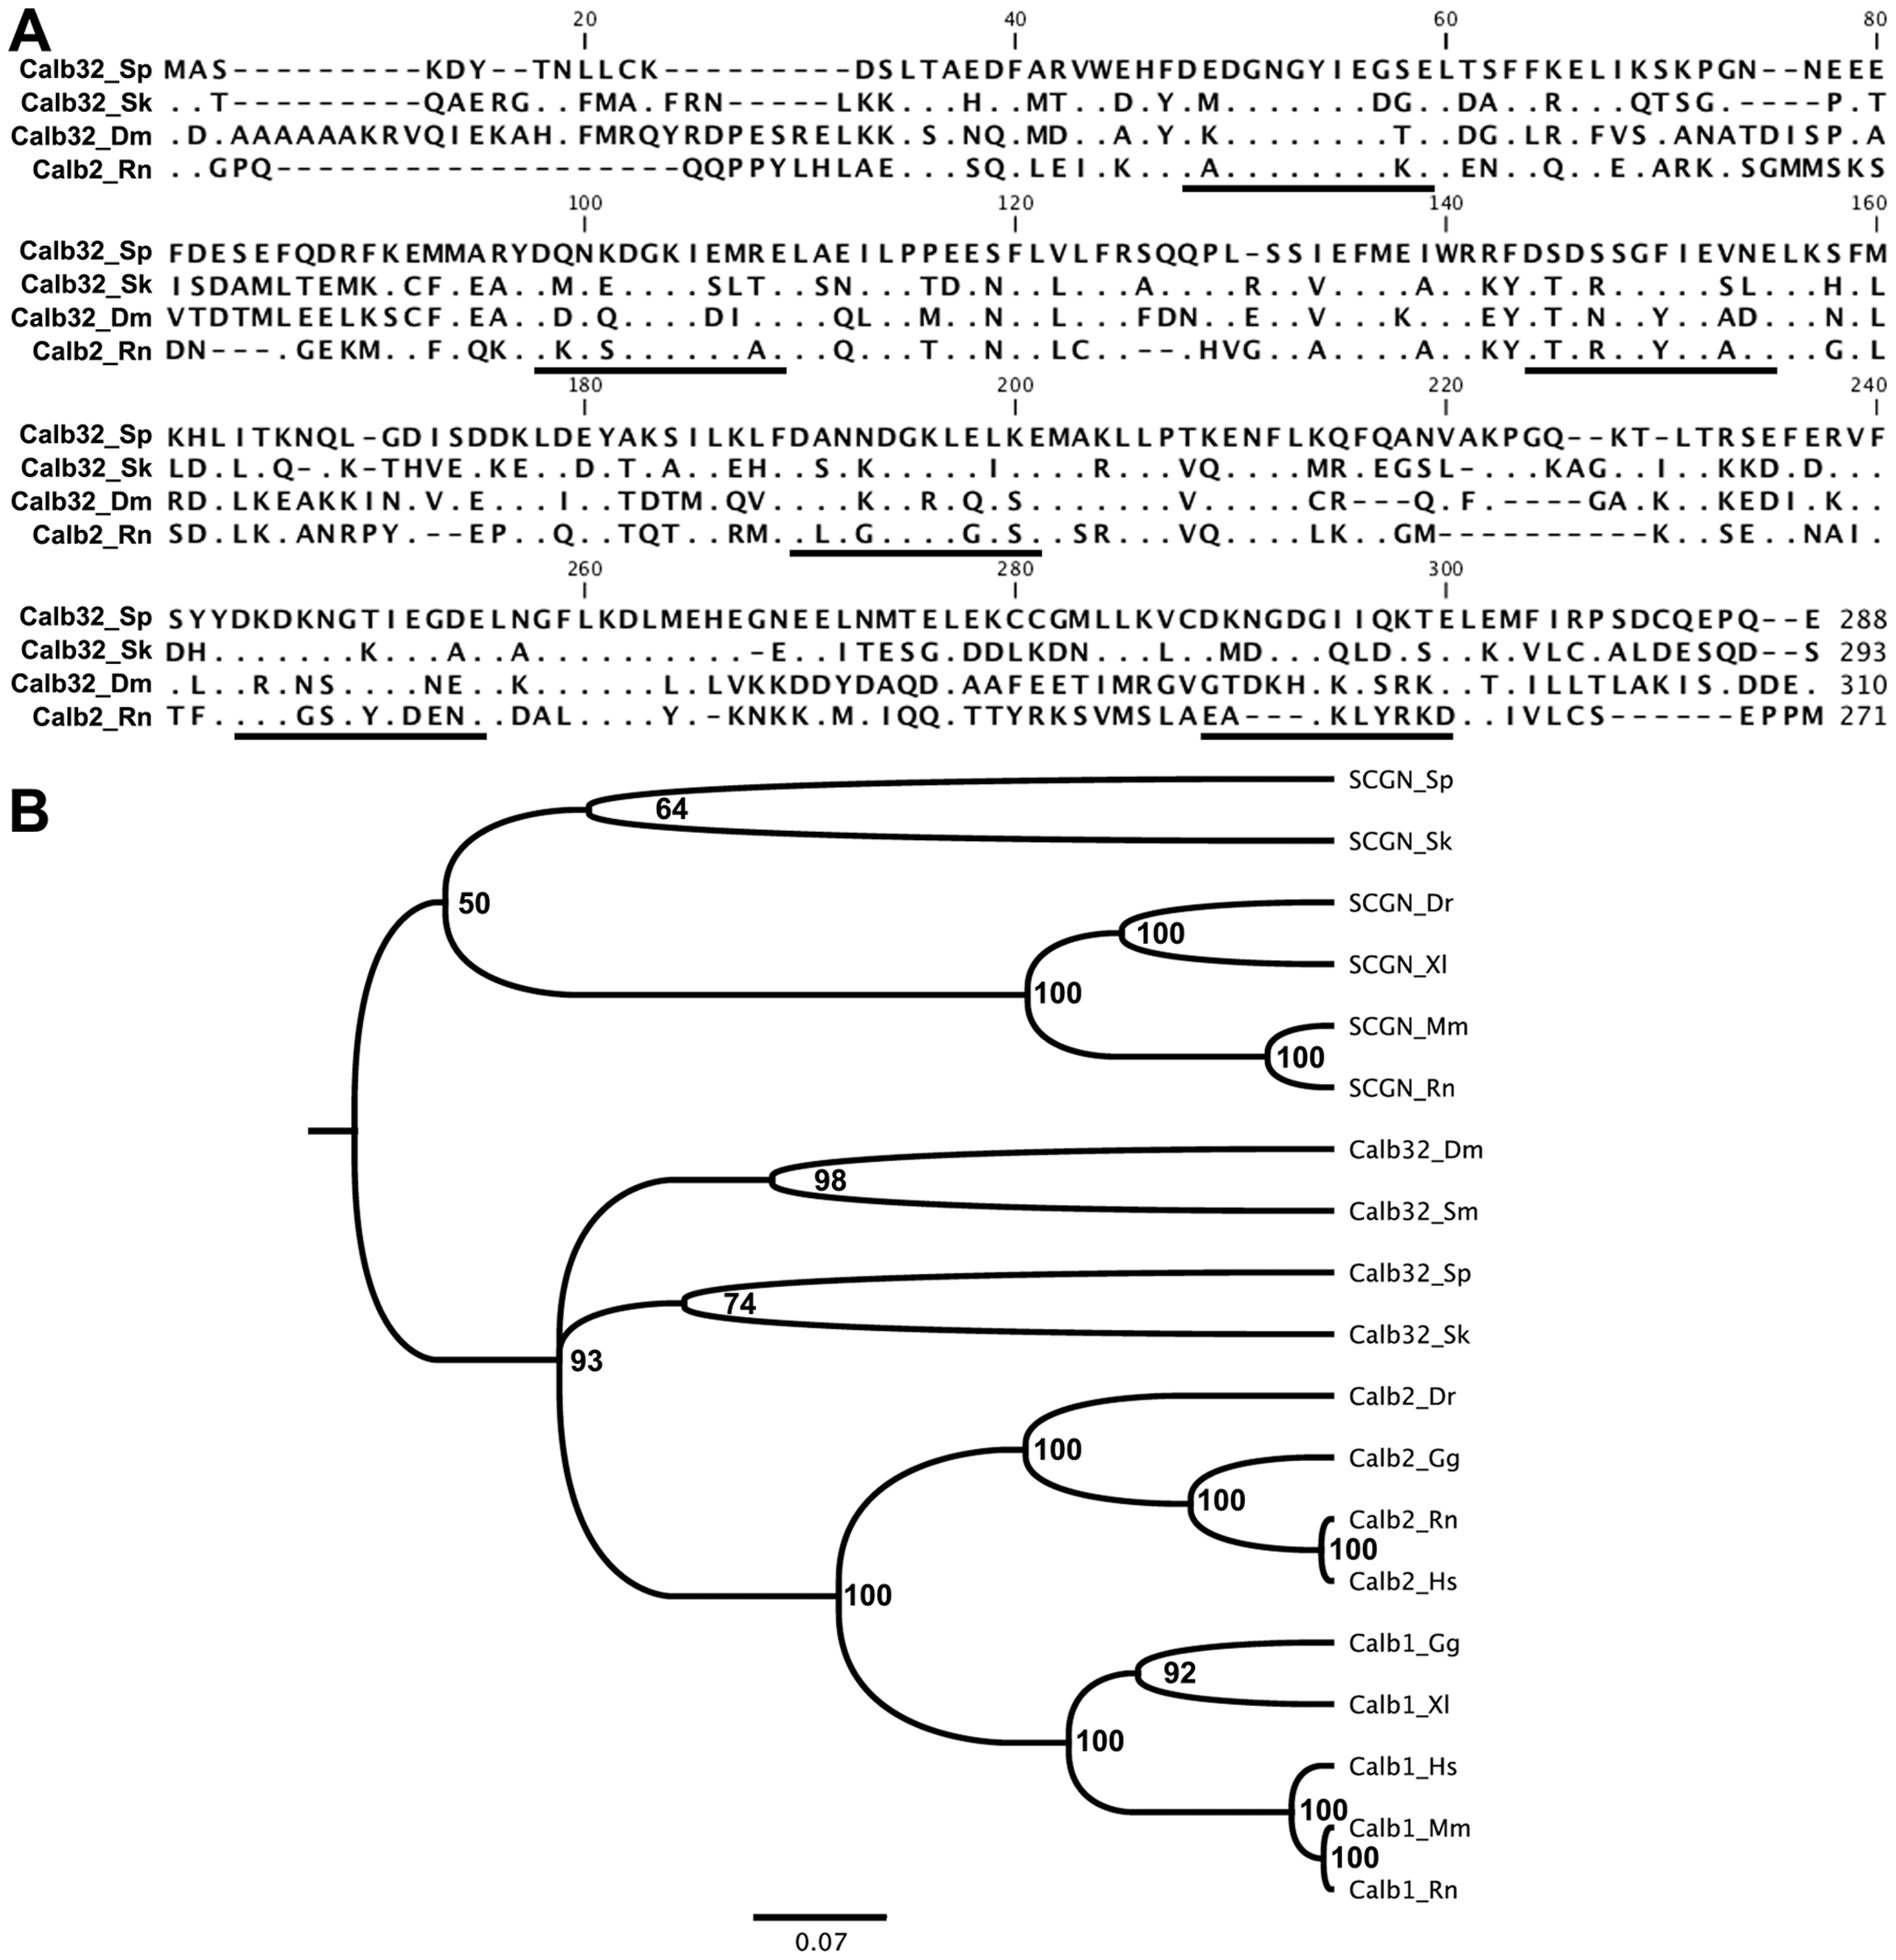 A
20 40 60 80
Calb32_Sp MAS---------KDY--TNLLCK---------DSLTAEDFARVWEHFDEDGNGYIEGSELTSFFKELIKSKPGN--NEEE
Calb32_Sk ..T---------QAERG..FMA.FRN-----LKK...H..MT..D.Y.M.......DG..DA..R...QTSG.----P.T
Calb32_Dm .D.AAAAAAKRVQIEKAH.FMRQYRDPESRELKK.S.NQ.MD..A.Y.K........T..DG.LR.FVS.ANATDISP.A
Calb2_Rn ..GPQ-------------------QQPPYLHLAE...SQ.LEI.K...A........K..EN..Q..E.ARK.SGMMSKS
100 120 140 160
Calb32_Sp FDESEFQDRFKEMMARYDQNKDGKIEMRELAEILPPEESFLVLFRSQQPL-SSIEFMEIWRRFDSDSSGFIEVNELKSFM
Calb32_Sk ISDAMLTEMK.CF.EA..M.E....SLT..SN...TD.N..L...A....R..V....A..KY.T.R.....SL...H.L
Calb32_Dm VTDTMLEELKSCF.EA..D.Q....DI....QL..M..N..L...FDN..E..V...K...EY.T.N..Y..AD...N.L
Calb2_Rn DN---.GEKM..F.QK..K.S......A...Q...T..N..LC..--.HVG..A....A..KY.T.R..Y..A....G.L
180 200 220 240
Calb32_Sp KHLITKNQL-GDISDDKLDEYAKSILKLFDANNDGKLELKEMAKLLPTKENFLKQFQANVAKPGQ--KT-LTRSEFERVF
Calb32_Sk LD.L.Q-.K-THVE.KE..D.T.A..EH..S.K.....I....R...VQ....MR.EGSL-...KAG..I..KKD.D...
Calb32_Dm RD.LKEAKKIN.V.E...I..TDTM.QV....K..R.Q.S.......V.....CR---Q.F.----GA.K..KEDI.K..
Calb2_Rn SD.LK.ANRPY.--EP..Q..TQT..RM..L.G....G.S..SR...VQ....LK..GM----------K..SE..NAI.
260 280 300
Calb32_Sp SYYDKDKNGTIEGDELNGFLKDLMEHEGNEELNMTELEKCCGMLLKVCDKNGDGIIQKTELEMFIRPSDCQEPQ--E 288
Calb32_Sk DH.......K...A..A..........-E..ITESG.DDLKDN...L..MD...QLD.S..K.VLC.ALDESQD--S 293
Calb32_Dm .L..R.NS....NE..K......L.LVKKDDYDAQD.AAFEETIMRGVGTDKH.K.SRK..T.ILLTLAKIS.DDE. 310
Calb2_Rn TF....GS.Y.DEN..DAL....Y.-KNKK.M.IQQ.TTYRKSVMSLAEA---.KLYRKD..IVLCS------EPPM 271
B
SCGN_Sp
64
SCGN_Sk
50
SCGN_Dr
100
SCGN_Xl
100
SCGN_Mm
100
SCGN_Rn
Calb32_Dm
98
Calb32_Sm
Calb32_Sp
74
Calb32_Sk
93
Calb2_Dr
100
Calb2_Gg
100
Calb2_Rn
100
Calb2_Hs
100
Calb1_Gg
92
Calb1_Xl
100
Calb1_Hs
100
Calb1_Mm
100
Calb1_Rn
0.07